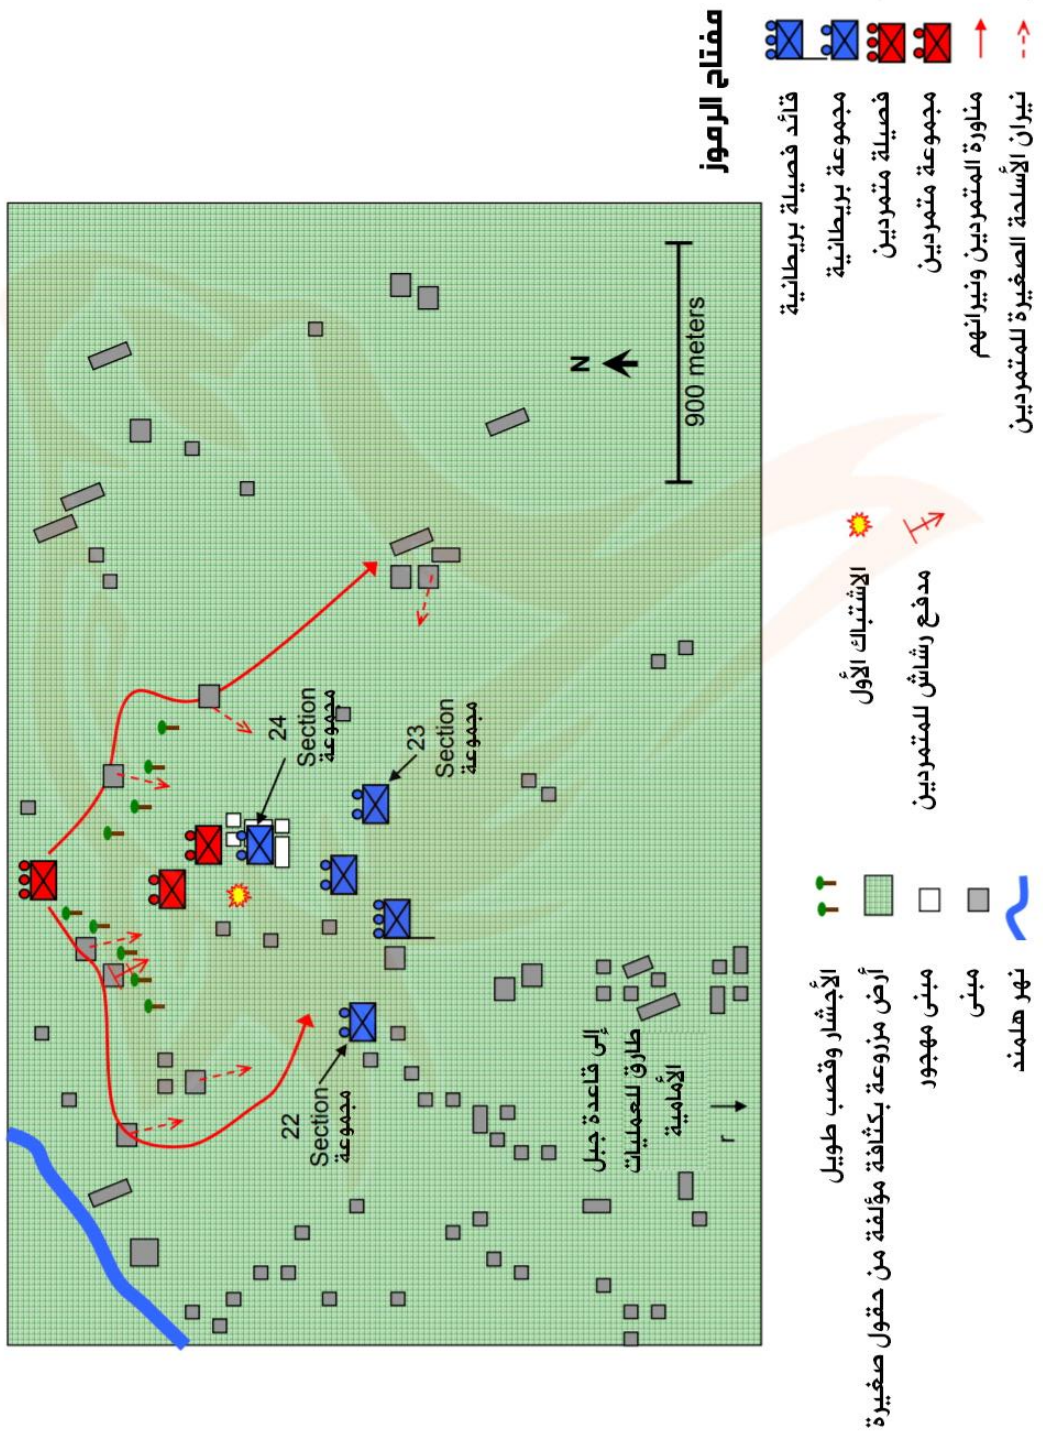 مفتاح الرموز
قائد فصيلة بريطانية
مجموعة بريطانية
فصيلة متمردين
مجموعة متمردين
مناورة المتمردين ونيرانهم
نيران الأسلحة الصغيرة للمتمردين
الاشتباك الأول
مدفع رشاش للمتمردين
الأجشار وقصب طويل
أرض مزروعة بكثافة مؤلفة من حقول صغيرة
مبنى مهجور
مبنى
نهر هلمند
N
900 meters
24
Section
مجموعة
23
Section
مجموعة
22
Section
مجموعة
إلى قاعدة جبل
طارق للعمليات
الأمامية
r